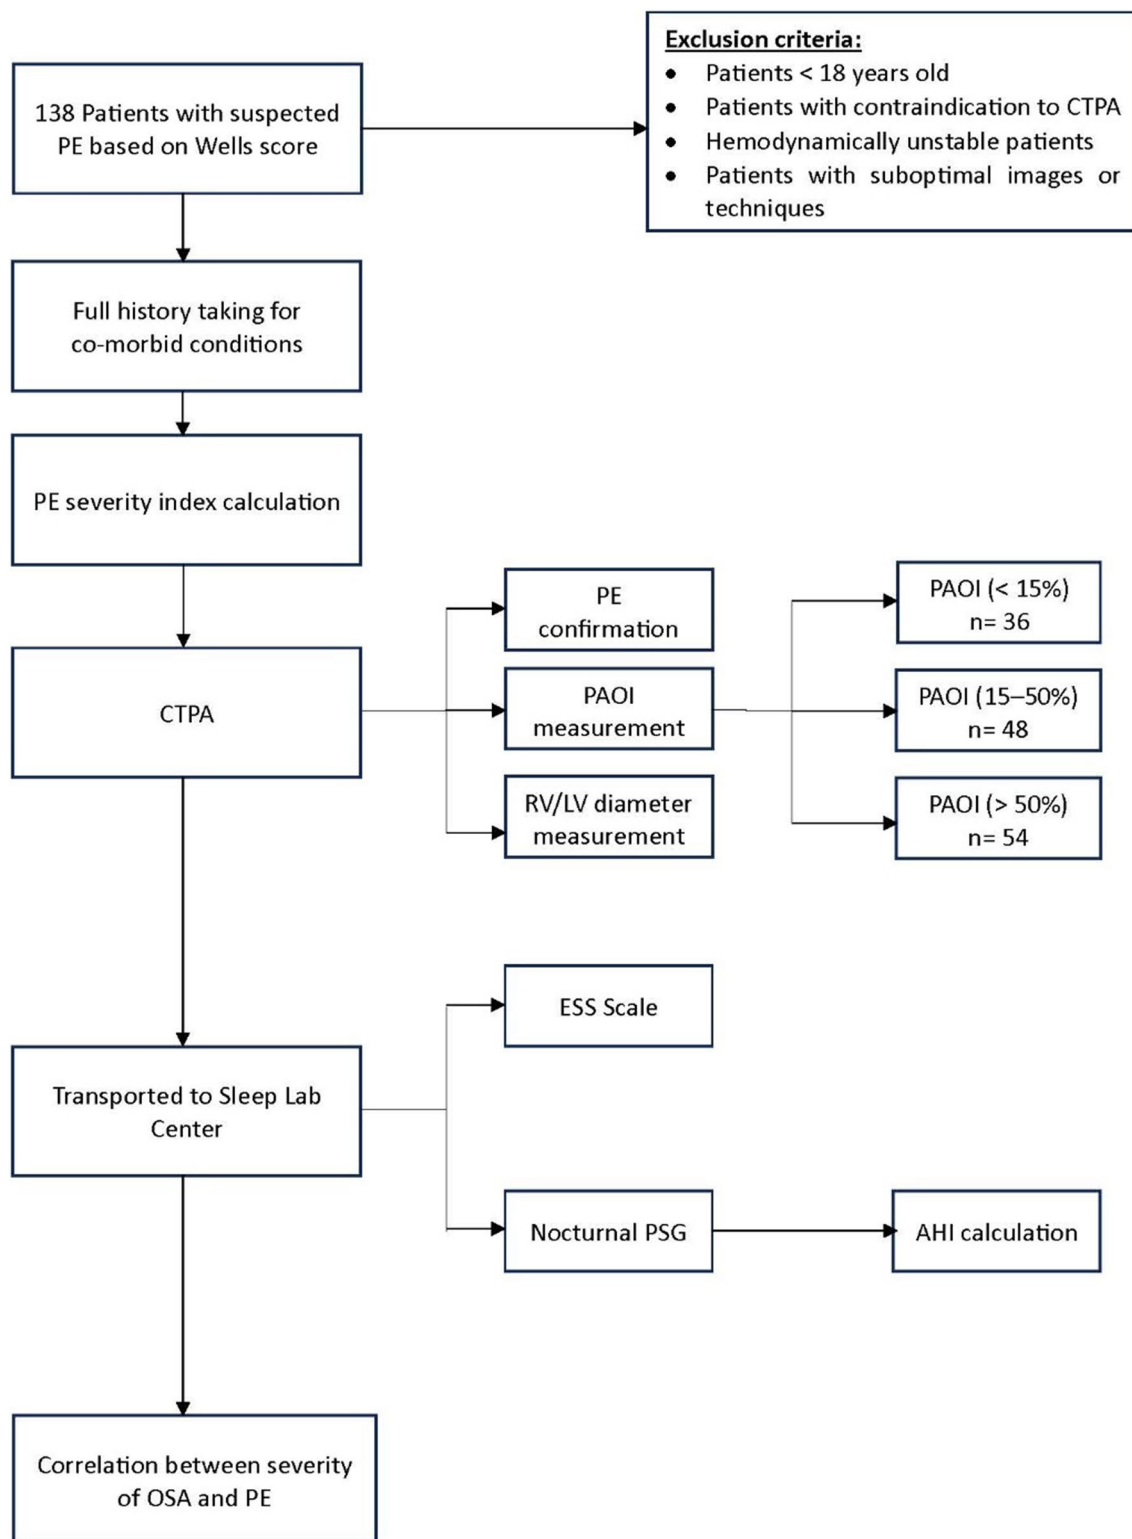 138 Patients with suspected
PE based on Wells score
Exclusion criteria:
• Patients < 18 years old
• Patients with contraindication to CTPA
• Hemodynamically unstable patients
• Patients with suboptimal images or
techniques
Full history taking for
co-morbid conditions
PE severity index calculation
CTPA
PE
confirmation
PAOI
measurement
RV/LV diameter
measurement
PAOI (< 15%)
n= 36
PAOI (15–50%)
n= 48
PAOI (> 50%)
n= 54
Transported to Sleep Lab
Center
ESS Scale
Nocturnal PSG
AHI calculation
Correlation between severity
of OSA and PE